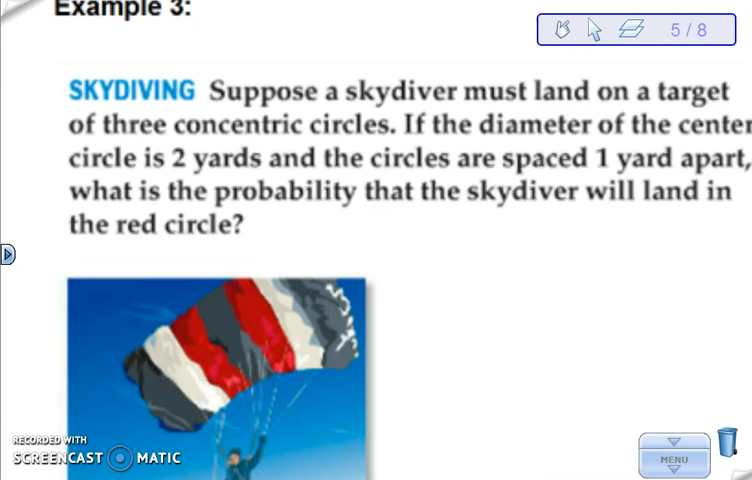 Example 3:
5 / 8
SKYDIVING Suppose a skydiver must land on a target
of three concentric circles. If the diameter of the center
circle is 2 yards and the circles are spaced 1 yard apart,
what is the probability that the skydiver will land in
the red circle?
RECORDED WITH
SCREENCAST MATIC
MENU